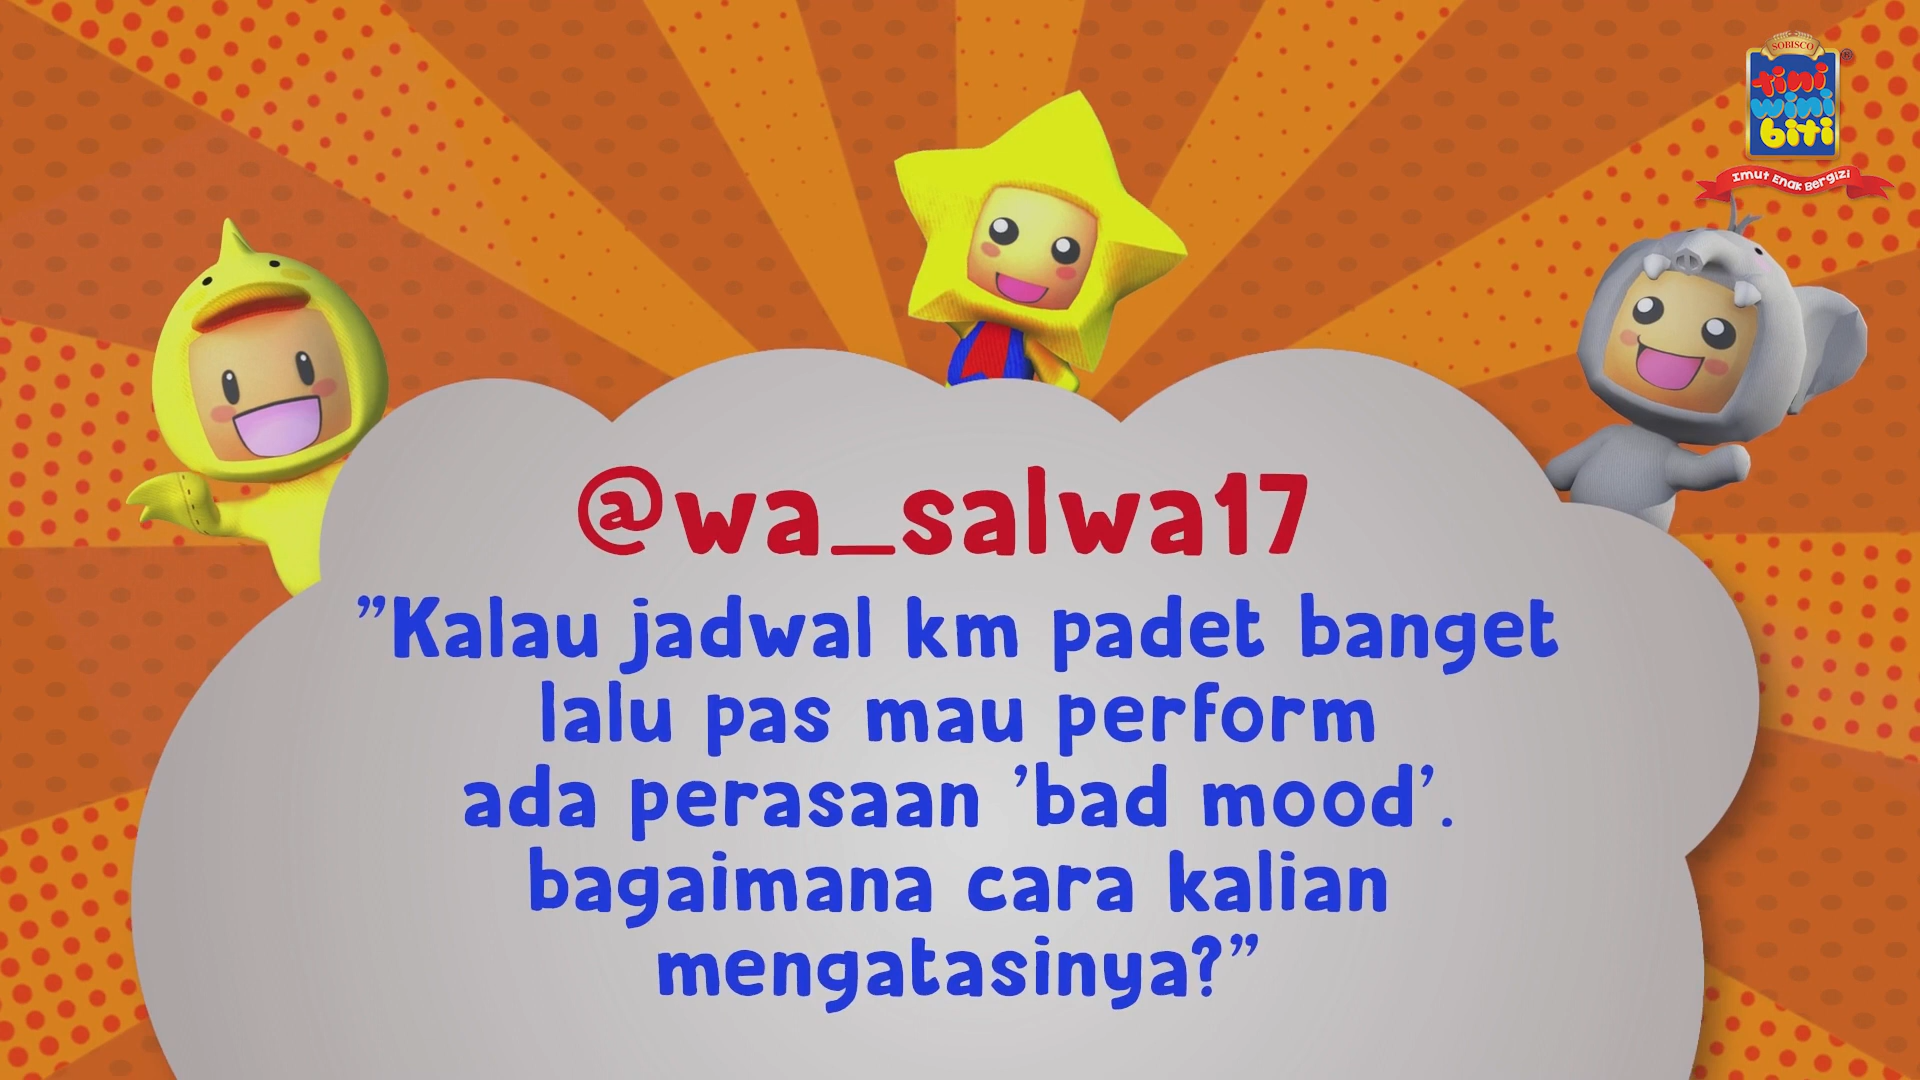 SOBISCO
tini
wini
biti
Imut Enak Bergizi
@wa_salwa17
"Kalau jadwal km padet banget
lalu pas mau perform
ada perasaan 'bad mood'.
bagaimana cara kalian
mengatasinya?"